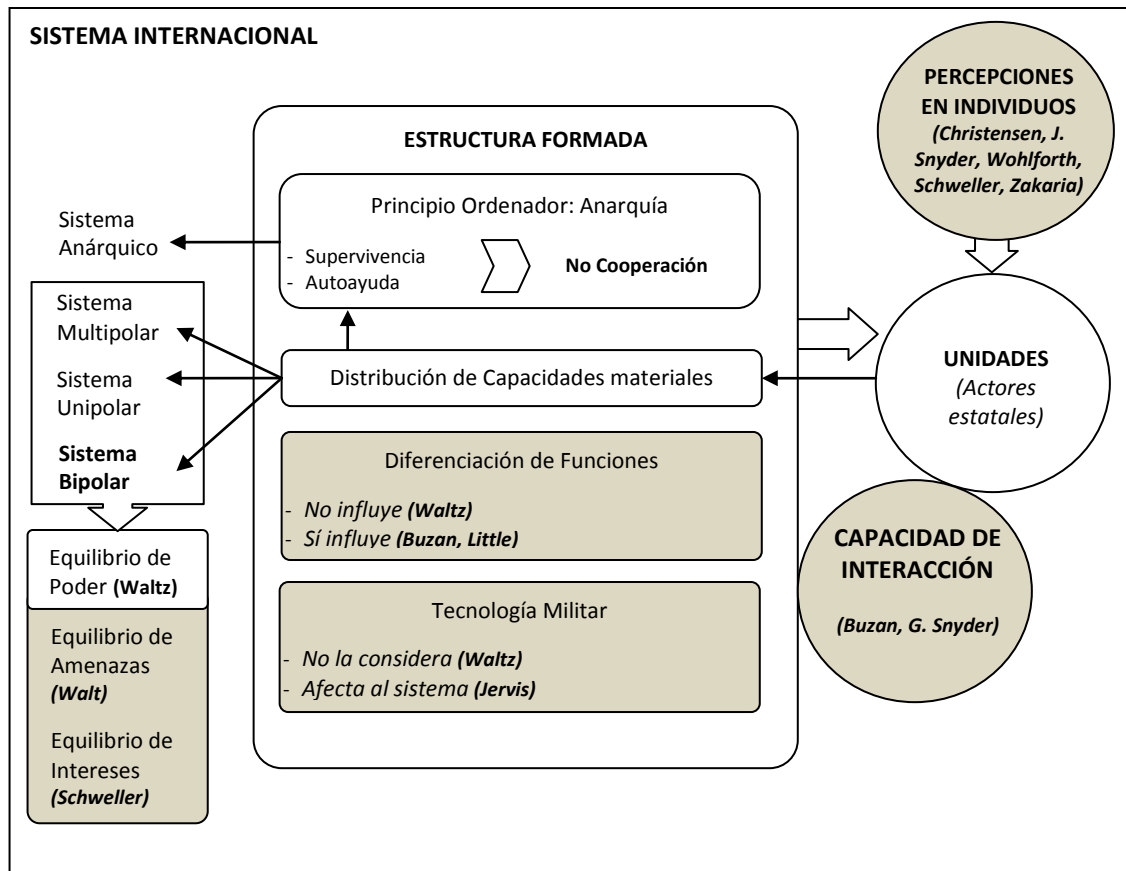 SISTEMA INTERNACIONAL
PERCEPCIONES
EN INDIVIDUOS
(Christensen, J.
Snyder, Wohlforth,
Schweller, Zakaria)
ESTRUCTURA FORMADA
Principio Ordenador: Anarquía
- Supervivencia
- Autoayuda
No Cooperación
Sistema
Anárquico
Sistema
Multipolar
Sistema
Unipolar
Sistema
Bipolar
Distribución de Capacidades materiales
UNIDADES
(Actores
estatales)
Diferenciación de Funciones
- No influye (Waltz)
- Sí influye (Buzan, Little)
CAPACIDAD DE
INTERACCIÓN
(Buzan, G. Snyder)
Equilibrio de
Poder (Waltz)
Equilibrio de
Amenazas
(Walt)
Equilibrio de
Intereses
(Schweller)
Tecnología Militar
- No la considera (Waltz)
- Afecta al sistema (Jervis)